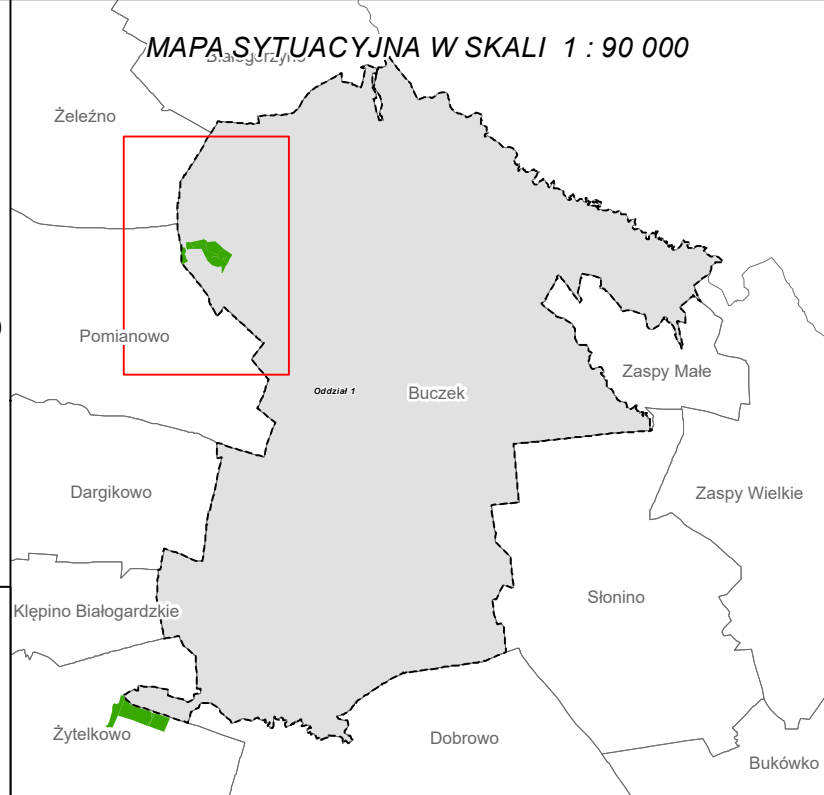 MAPA SYTUACYJNA W SKALI 1 : 90 000
Białogórzyno
Żeleźno
Pomianowo
Zaspy Małe
Oddział 1
Buczek
Dargikowo
Zaspy Wielkie
Słonino
Klępino Białogardzkie
Żytelkowo
Dobrowo
Bukówko